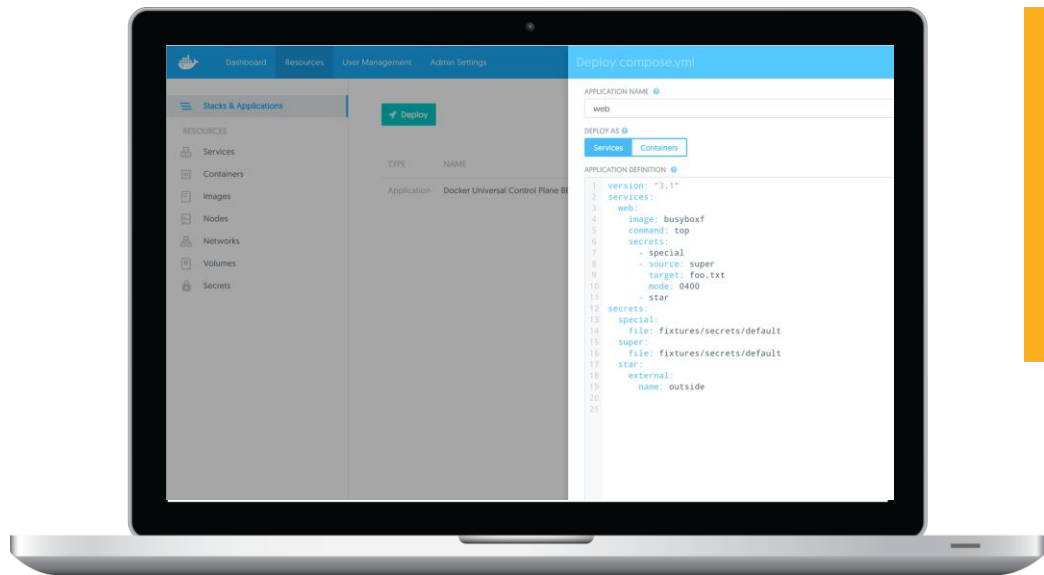 Dashboard Resources User Management Admin Settings
Stacks & Applications
RESOURCES
Services
Containers
Images
Nodes
Networks
Volumes
Secrets
Deploy
TYPE NAME
Application Docker Universal Control Plane
Deploy compose.yml
APPLICATION NAME
web
DEPLOY AS
Services Containers
APPLICATION DEFINITION
1 version: "3.1"
2 services:
3 web:
4 image: busyboxf
5 command: top
6 secrets:
7 - special
8 - source: super
9 target: foo.txt
10 mode: 0400
11 - star
12 secrets:
13 special:
14 file: fixtures/secrets/default
15 super:
16 file: fixtures/secrets/default
17 star:
18 external:
19 name: outside
20
21